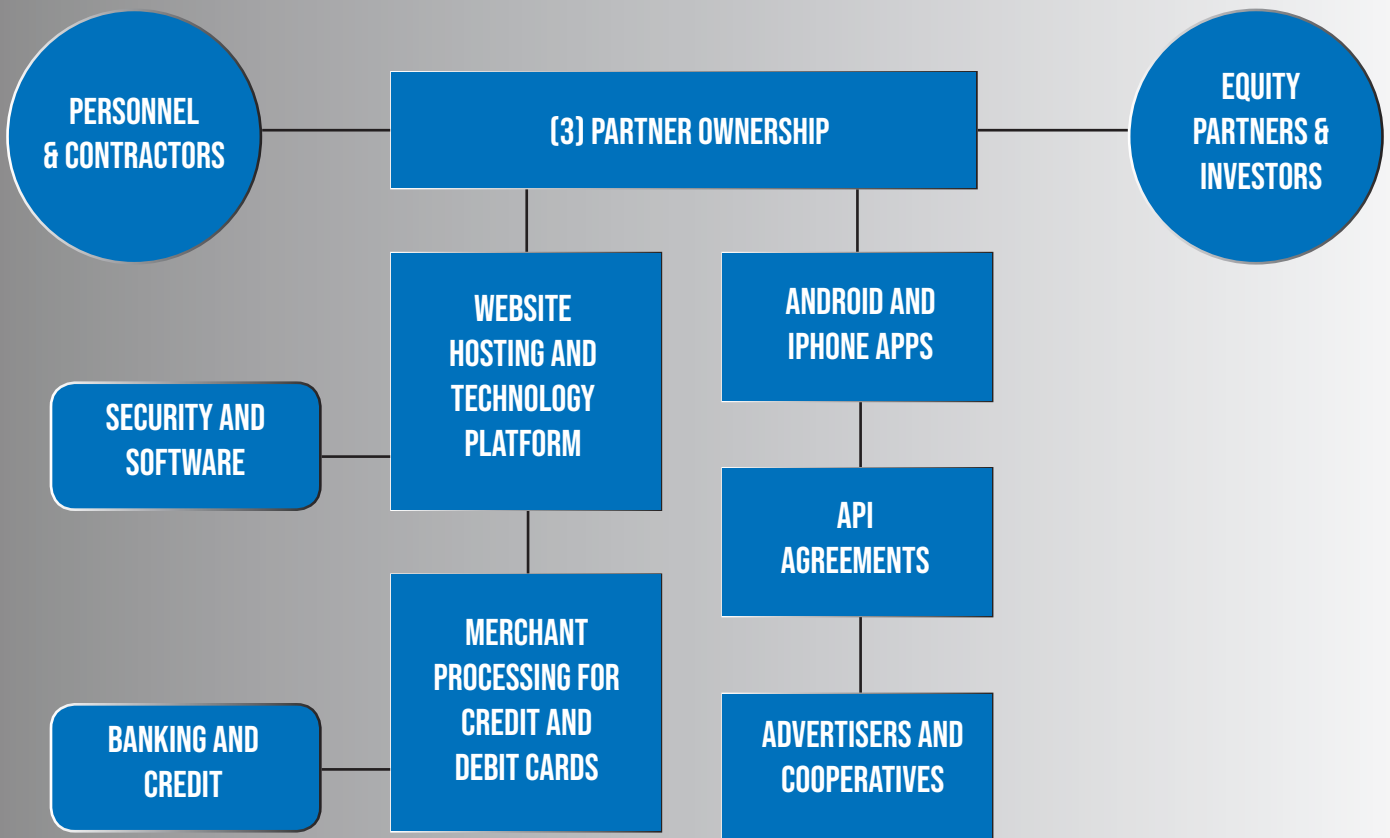 PERSONNEL
& CONTRACTORS
(3) PARTNER OWNERSHIP
EQUITY
PARTNERS &
INVESTORS
WEBSITE
HOSTING AND
TECHNOLOGY
PLATFORM
ANDROID AND
IPHONE APPS
SECURITY AND
SOFTWARE
API
AGREEMENTS
MERCHANT
PROCESSING FOR
CREDIT AND
DEBIT CARDS
BANKING AND
CREDIT
ADVERTISERS AND
COOPERATIVES